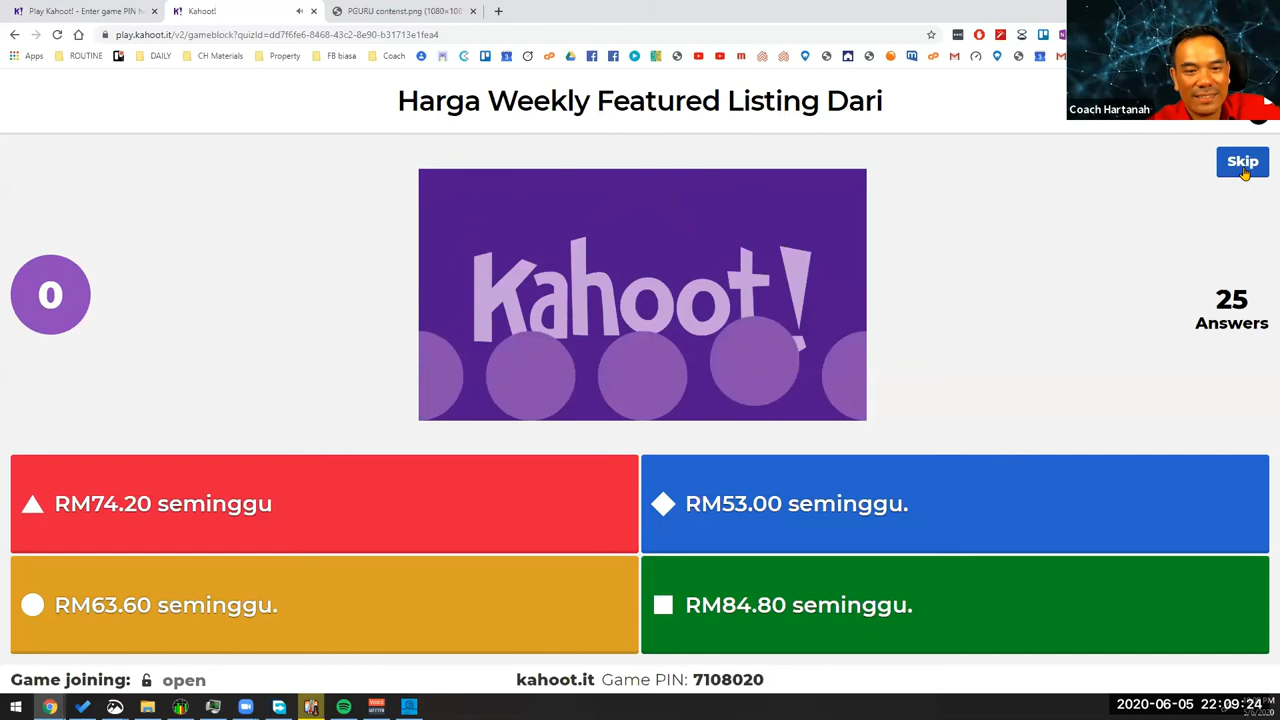 Play Kahoot! - Enter game PIN h
Kahoot!
PGURU contenst.png (1080×108
play.kahoot.it/v2/gameblock?quizId=dd7f6fe6-8468-43c2-8e90-b31713e1fea4
Apps
ROUTINE
DAILY
CH Materials
Property
FB biasa
Coach
Coach Hartanah
Harga Weekly Featured Listing Dari
Skip
0
Kahoot!
25
Answers
RM74.20 seminggu
RM53.00 seminggu.
RM63.60 seminggu.
RM84.80 seminggu.
Game joining: open
kahoot.it Game PIN: 7108020
2020-06-05 22:09:24